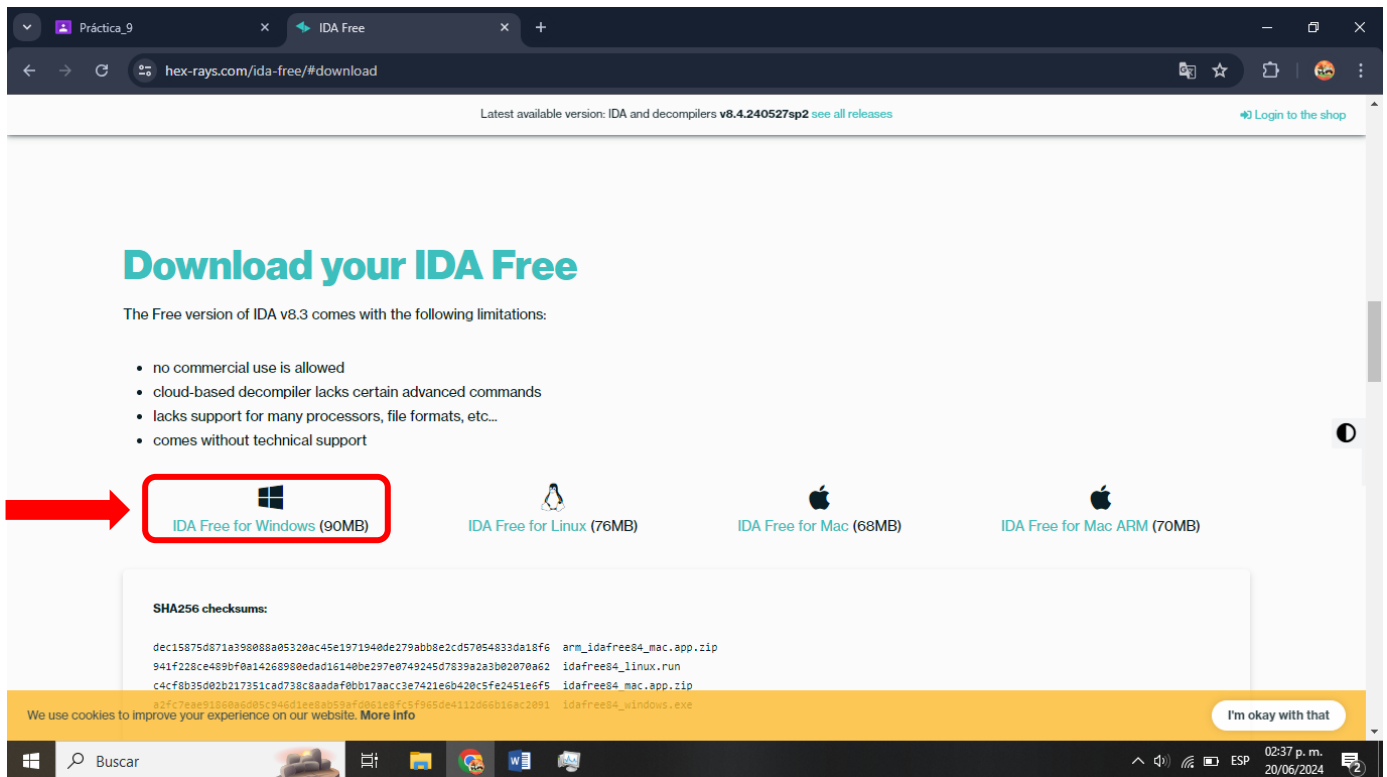 Práctica_9
IDA Free
hex-rays.com/ida-free/#download
Latest available version: IDA and decompilers v8.4.240527sp2 see all releases
Login to the shop
Download your IDA Free
The Free version of IDA v8.3 comes with the following limitations:
no commercial use is allowed
cloud-based decompiler lacks certain advanced commands
lacks support for many processors, file formats, etc...
comes without technical support
IDA Free for Windows (90MB)
IDA Free for Linux (76MB)
IDA Free for Mac (68MB)
IDA Free for Mac ARM (70MB)
SHA256 checksums:
dec15875d871a398088a05320ac45e1971940de279abb8e2cd57054833da18f6 arm_idafree84_mac.app.zip
941f228ce489bf0a14268980edad16140be297e0749245d7839a2a3b02070a62 idafree84_linux.run
c4cf8b35d02b217351cad738c8aadaf0bb17aacc3e7421e6b420c5fe2451e6f5 idafree84_mac.app.zip
idafree84_windows.exe
We use cookies to improve your experience on our website. More info
I'm okay with that
Buscar
ESP
02:37 p. m.
20/06/2024
2